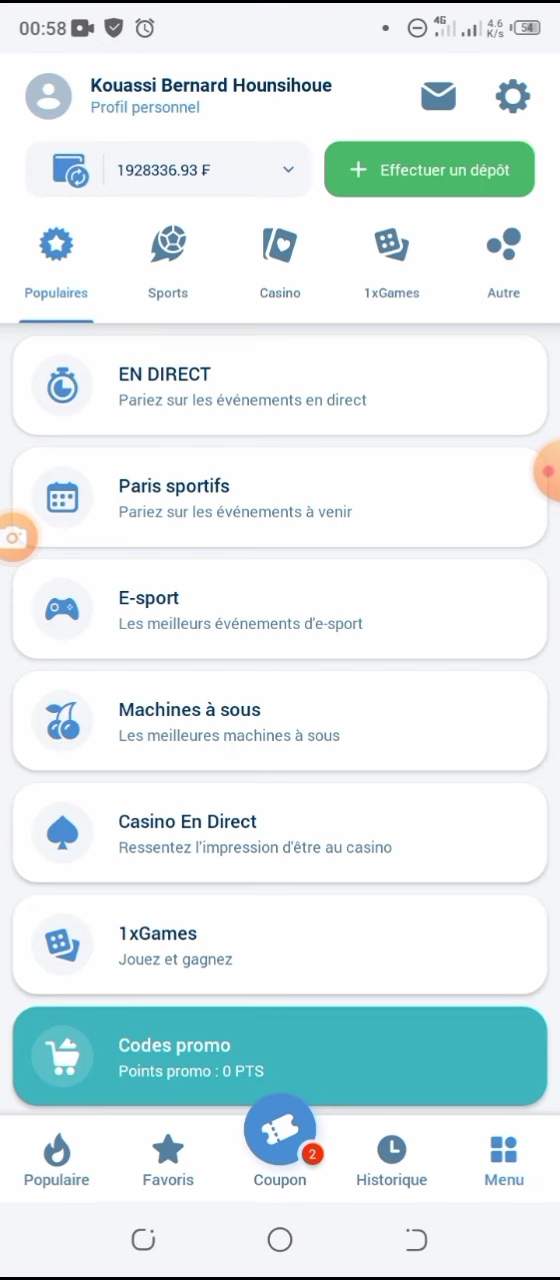 00:58
4G
4.6
K/s
54
Kouassi Bernard Hounsihoue
Profil personnel
1928336.93 ₣
+ Effectuer un dépôt
Populaires
Sports
Casino
1xGames
Autre
EN DIRECT
Pariez sur les événements en direct
Paris sportifs
Pariez sur les événements à venir
E-sport
Les meilleurs événements d'e-sport
Machines à sous
Les meilleures machines à sous
Casino En Direct
Ressentez l'impression d'être au casino
1xGames
Jouez et gagnez
Codes promo
Points promo : 0 PTS
2
Populaire
Favoris
Coupon
Historique
Menu